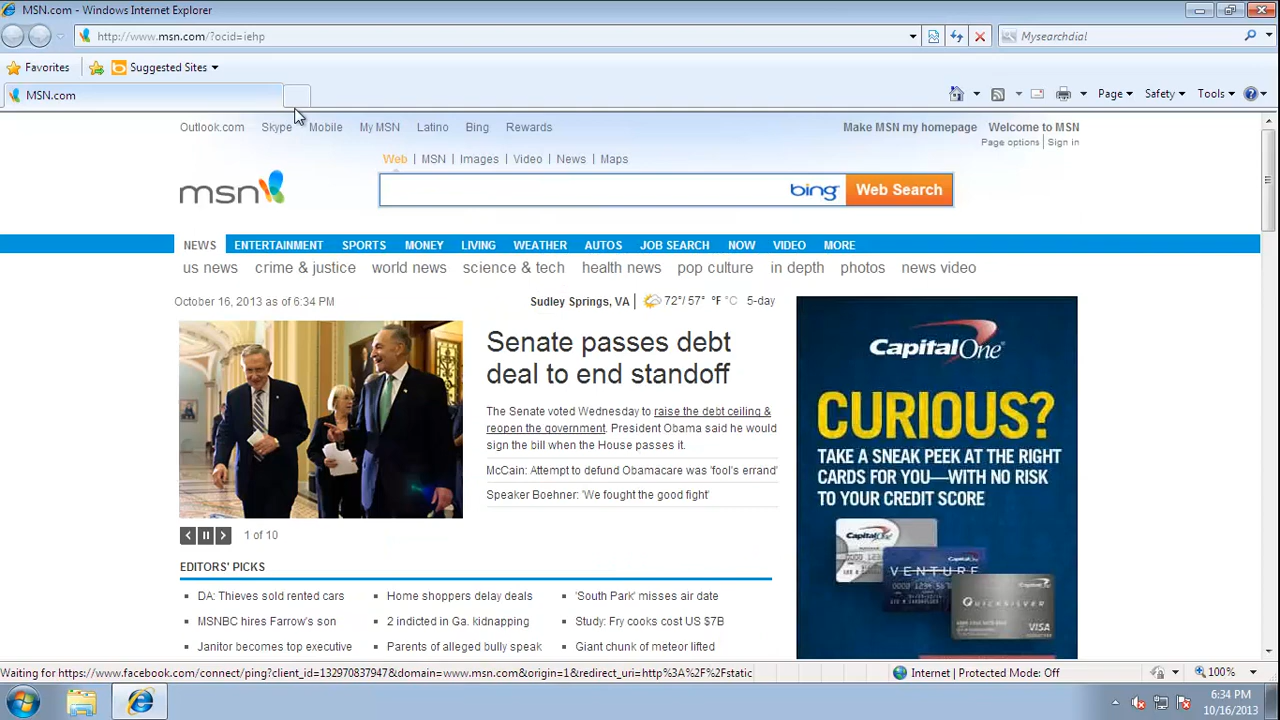 MSN.com - Windows Internet Explorer
http://www.msn.com/?ocid=iehp
Mysearchdial
Favorites
Suggested Sites
MSN.com
Page
Safety
Tools
Outlook.com Skype Mobile My MSN Latino Bing Rewards
Make MSN my homepage Welcome to MSN
Page options | Sign in
Web | MSN | Images | Video | News | Maps
msn
bing
Web Search
NEWS ENTERTAINMENT SPORTS MONEY LIVING WEATHER AUTOS JOB SEARCH NOW VIDEO MORE
us news crime & justice world news science & tech health news pop culture in depth photos news video
October 16, 2013 as of 6:34 PM
Sudley Springs, VA | 72°/ 57° °F °C 5-day
Senate passes debt
deal to end standoff
The Senate voted Wednesday to raise the debt ceiling &
reopen the government. President Obama said he would
sign the bill when the House passes it.
McCain: Attempt to defund Obamacare was 'fool's errand'
Speaker Boehner: 'We fought the good fight'
1 of 10
EDITORS' PICKS
DA: Thieves sold rented cars
Home shoppers delay deals
'South Park' misses air date
MSNBC hires Farrow's son
2 indicted in Ga. kidnapping
Study: Fry cooks cost US $7B
Janitor becomes top executive
Parents of alleged bully speak
Giant chunk of meteor lifted
Capital One
CURIOUS?
TAKE A SNEAK PEEK AT THE RIGHT
CARDS FOR YOU—WITH NO RISK
TO YOUR CREDIT SCORE
Capital One
VENTURE
Capital One
QUICKSILVER
VISA
Waiting for https://www.facebook.com/connect/ping?client_id=132970837947&domain=www.msn.com&origin=1&redirect_uri=http%3A%2F%2Fstatic
Internet | Protected Mode: Off
100%
6:34 PM
10/16/2013